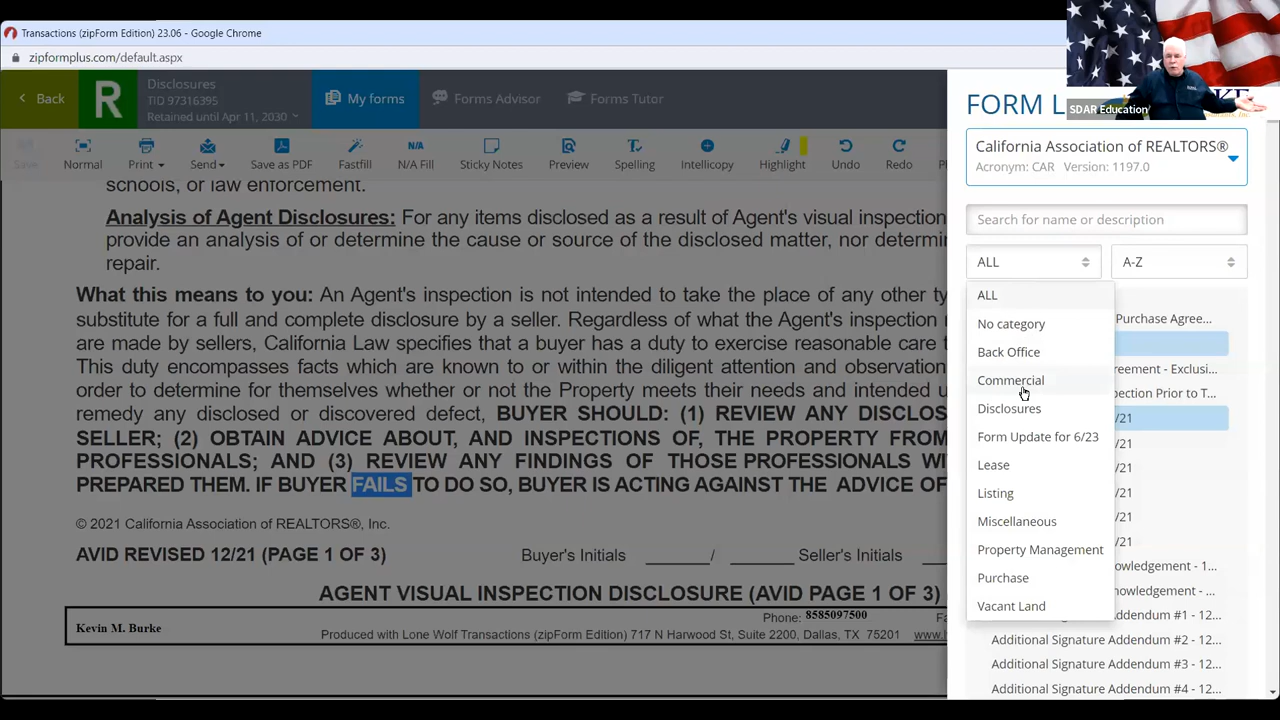 Transactions (zipForm Edition) 23.06 - Google Chrome
zipformplus.com/default.aspx
Back
R
Disclosures
TID 97316395
Retained until Apr 11, 2030
My forms
Forms Advisor
Forms Tutor
Save
Normal
Print
Send
Save as PDF
Fastfill
N/A
N/A Fill
Sticky Notes
Preview
Spelling
Intellicopy
Highlight
Undo
Redo
schools, or law enforcement.
Analysis of Agent Disclosures: For any items disclosed as a result of Agent's visual inspection
provide an analysis of or determine the cause or source of the disclosed matter, nor determin
repair.
What this means to you: An Agent's inspection is not intended to take the place of any other ty
substitute for a full and complete disclosure by a seller. Regardless of what the Agent's inspection
are made by sellers, California Law specifies that a buyer has a duty to exercise reasonable care t
This duty encompasses facts which are known to or within the diligent attention and observation
order to determine for themselves whether or not the Property meets their needs and intended u
remedy any disclosed or discovered defect, BUYER SHOULD: (1) REVIEW ANY DISCLOS
SELLER; (2) OBTAIN ADVICE ABOUT, AND INSPECTIONS OF, THE PROPERTY FROM
PROFESSIONALS; AND (3) REVIEW ANY FINDINGS OF THOSE PROFESSIONALS WI
PREPARED THEM. IF BUYER FAILS TO DO SO, BUYER IS ACTING AGAINST THE ADVICE OF
© 2021 California Association of REALTORS®, Inc.
AVID REVISED 12/21 (PAGE 1 OF 3) Buyer's Initials ______/ ______ Seller's Initials
AGENT VISUAL INSPECTION DISCLOSURE (AVID PAGE 1 OF 3)
Phone: 8585097500 Fa
Kevin M. Burke
Produced with Lone Wolf Transactions (zipForm Edition) 717 N Harwood St, Suite 2200, Dallas, TX 75201 www.l
SDAR Education
FORM L
California Association of REALTORS®
Acronym: CAR Version: 1197.0
Search for name or description
ALL
A-Z
ALL
No category
Back Office
Commercial
Disclosures
Form Update for 6/23
Lease
Listing
Miscellaneous
Property Management
Purchase
Vacant Land
Purchase Agree...
reement - Exclusi...
pection Prior to T...
/21
/21
/21
/21
/21
/21
owledgement - 1...
nowledgement - ...
Additional Signature Addendum #1 - 12...
Additional Signature Addendum #2 - 12...
Additional Signature Addendum #3 - 12...
Additional Signature Addendum #4 - 12...